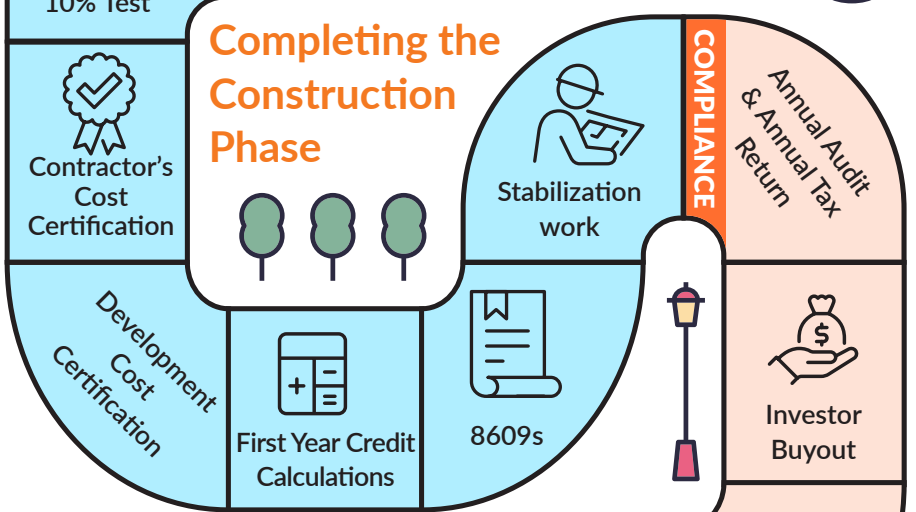 10% Test
Completing the
Construction
Phase
Contractor's
Cost
Certification
Development
Cost
Certification
First Year Credit
Calculations
8609s
Stabilization
work
COMPLIANCE
Annual Audit
& Annual Tax
Return
$
Investor
Buyout